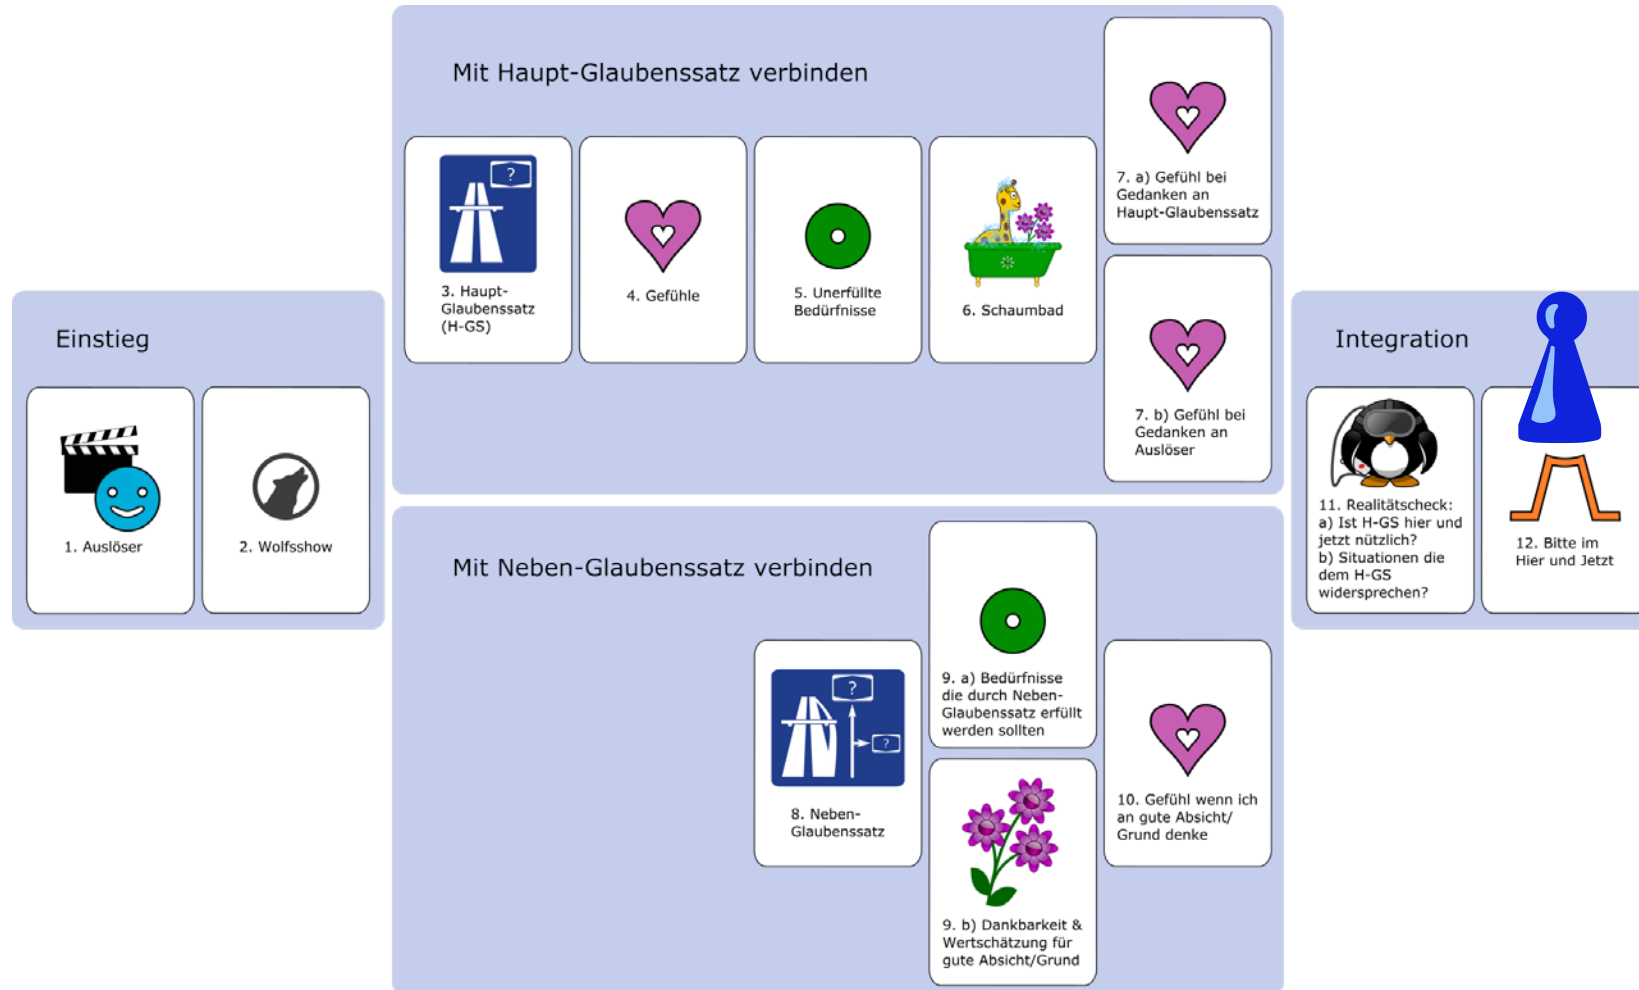 Einstieg
1. Auslöser
2. Wolfsshow
Mit Haupt-Glaubenssatz verbinden
?
3. Haupt-
Glaubenssatz
(H-GS)
4. Gefühle
5. Unerfüllte
Bedürfnisse
6. Schaumbad
7. a) Gefühl bei
Gedanken an
Haupt-Glaubenssatz
7. b) Gefühl bei
Gedanken an
Auslöser
Mit Neben-Glaubenssatz verbinden
?
?
8. Neben-
Glaubenssatz
9. a) Bedürfnisse
die durch Neben-
Glaubenssatz erfüllt
werden sollten
9. b) Dankbarkeit &
Wertschätzung für
gute Absicht/Grund
10. Gefühl wenn ich
an gute Absicht/
Grund denke
Integration
11. Realitätscheck:
a) Ist H-GS hier und
jetzt nützlich?
b) Situationen die
dem H-GS
widersprechen?
12. Bitte im
Hier und Jetzt